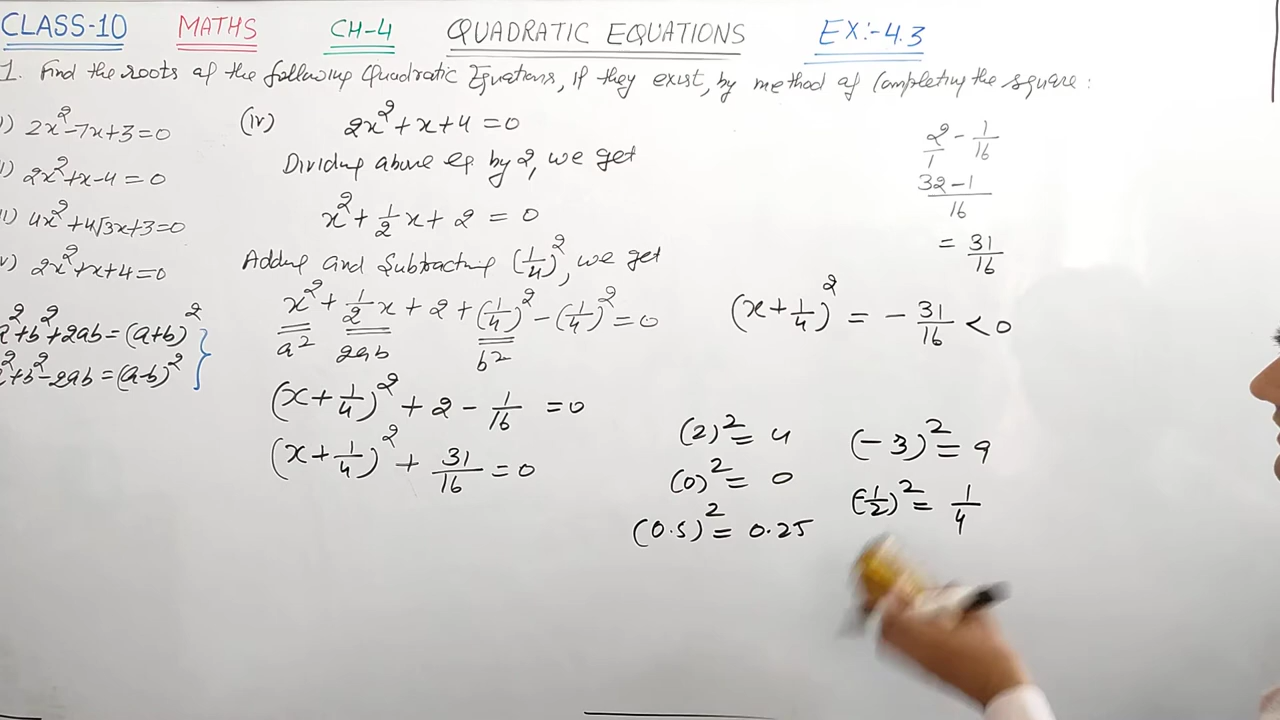 CLASS-10 MATHS CH-4 QUADRATIC EQUATIONS EX:-4.3
1. Find the roots of the following Quadratic Equations, if they exist, by method of Completing the square:
i) 2x²-7x+3=0
i) 2x²+x-4=0
ii) 4x²+4√3x+3=0
v) 2x²+x+4=0
a²+b²+2ab=(a+b)²
a²+b²-2ab=(a-b)²
(iv) 2x²+x+4=0
Dividing above eq by 2, we get
x²+1/2x+2=0
Adding and Subtracting (1/4)², we get
x²+1/2x+2+(1/4)²-(1/4)²=0
a² 2ab b²
(x+1/4)²+2-1/16=0
(x+1/4)²+31/16=0
2/1-1/16
32-1/16
=31/16
(x+1/4)²=-31/16<0
(2)²=4
(0)²=0
(0.5)²=0.25
(-3)²=9
(-1/2)²=1/4